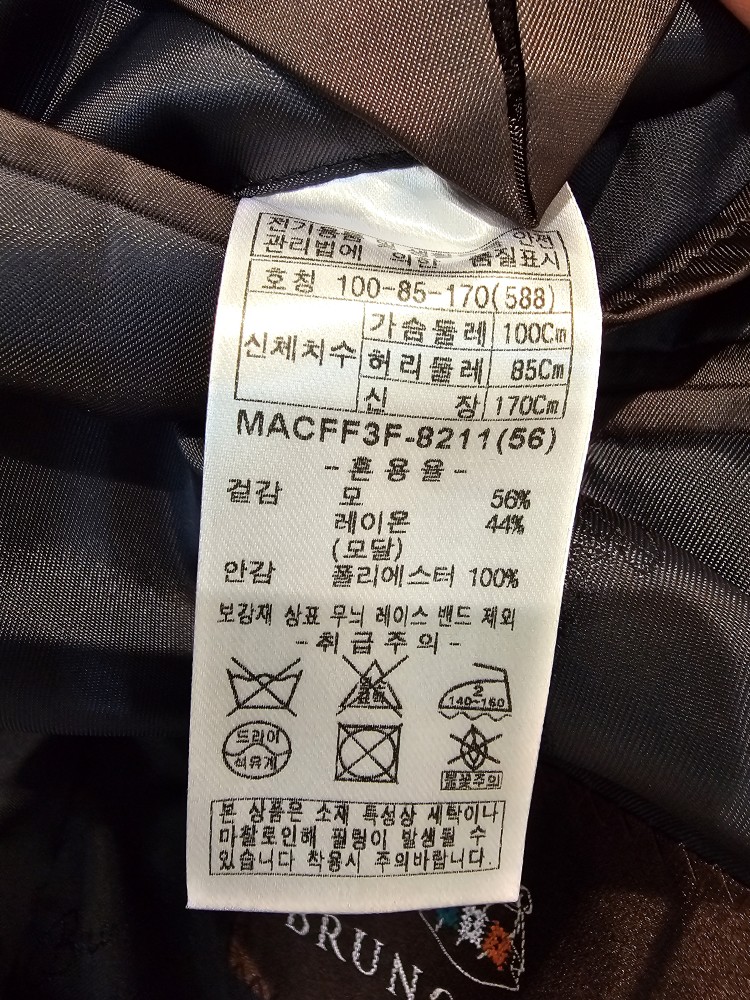 전기용품 및 생활용품 안전
관리법에 의한 품질표시
호칭 100-85-170(588)
신체치수
가슴둘레 100Cm
허리둘레 85Cm
신 장 170Cm
MACFF3F-8211(56)
-혼용율-
겉감 모 56%
레이온 44%
(모달)
안감 폴리에스터 100%
보강재 상표 무늬 레이스 밴드 제외
-취급주의-
2
140~160
드라이
석유계
불꽃주의
본 상품은 소재 특성상 세탁이나
마찰로인해 필링이 발생될 수
있습니다 착용시 주의바랍니다.
BRUNO